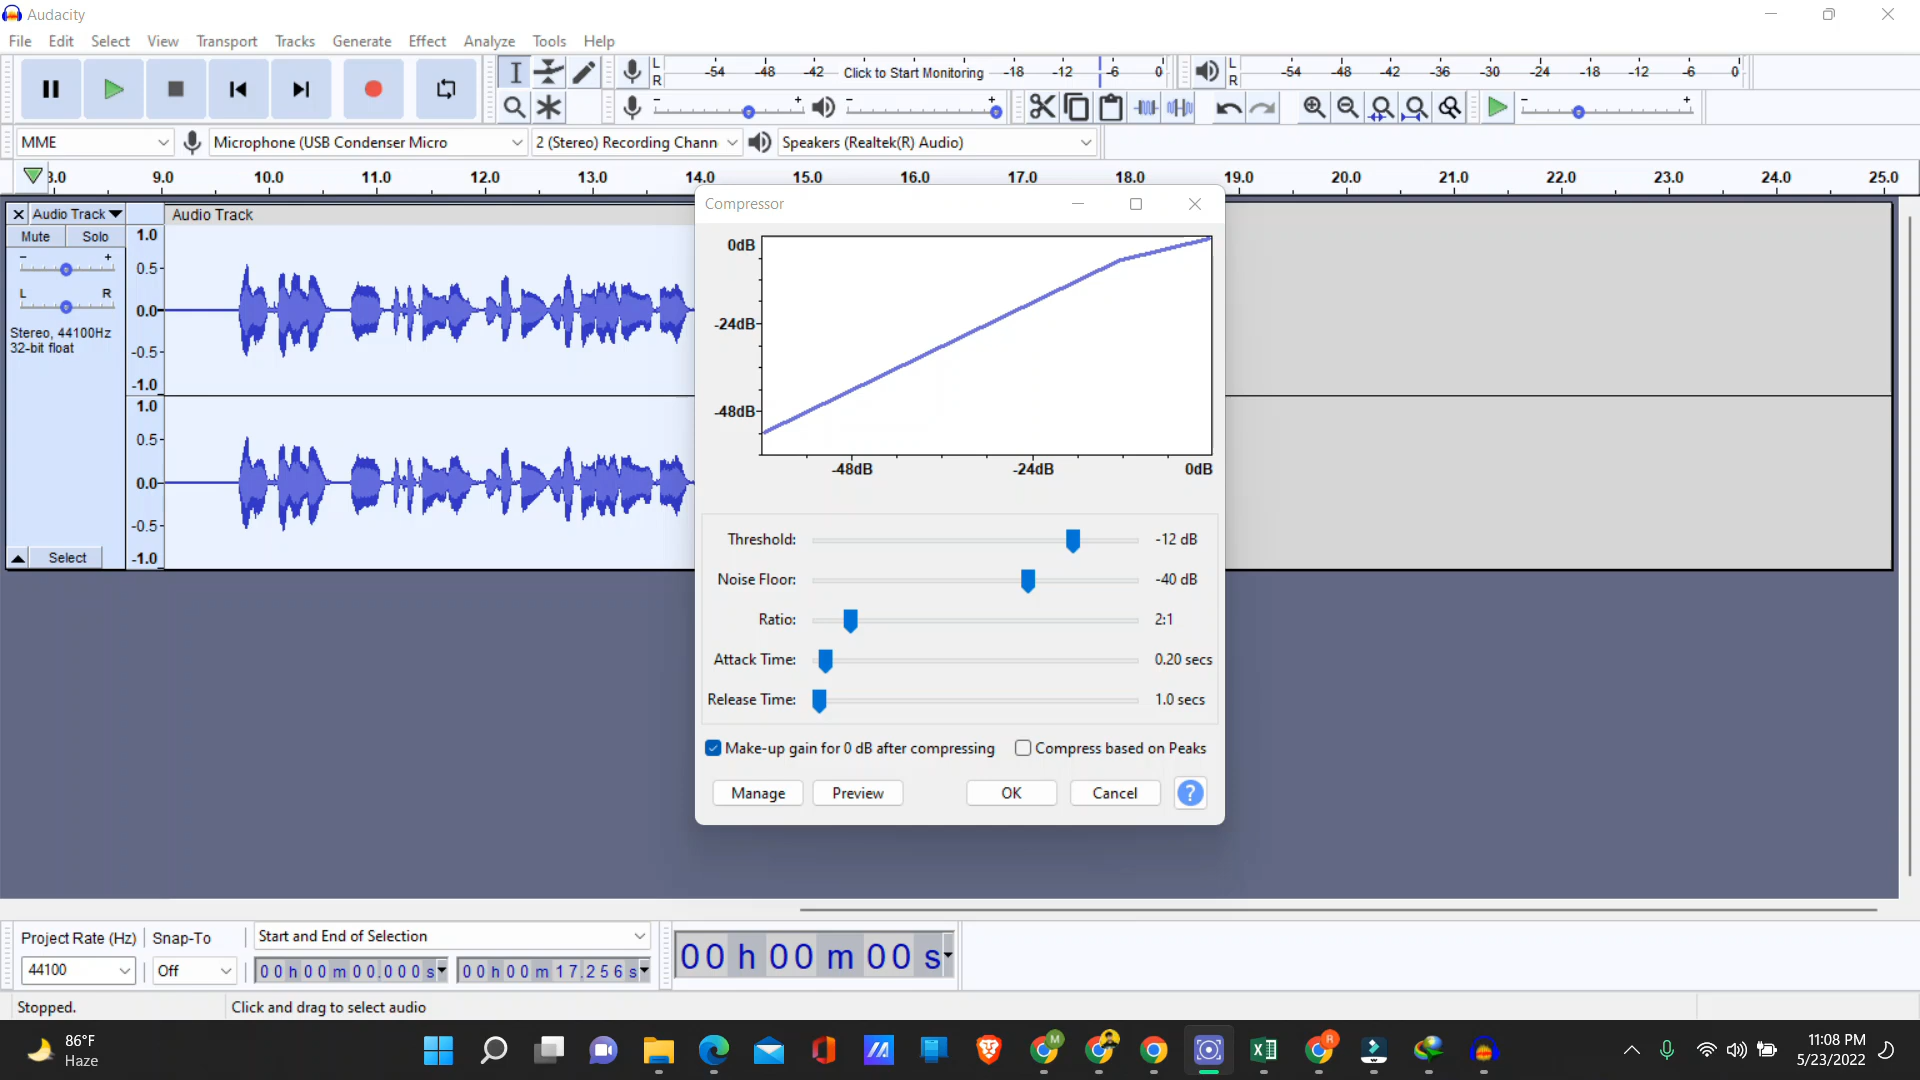 Audacity
File Edit Select View Transport Tracks Generate Effect Analyze Tools Help
L R -54 -48 -42 Click to Start Monitoring -18 -12 -6 0
L R -54 -48 -42 -36 -30 -24 -18 -12 -6 0
- + - + - +
MME Microphone (USB Condenser Micro 2 (Stereo) Recording Chann Speakers (Realtek(R) Audio)
9.0 10.0 11.0 12.0 13.0 14.0 15.0 16.0 17.0 18.0 19.0 20.0 21.0 22.0 23.0 24.0 25.0
Audio Track
Mute Solo
- +
L R
Stereo, 44100Hz
32-bit float
Select
Audio Track
1.0
0.5
0.0
-0.5
-1.0
1.0
0.5
0.0
-0.5
-1.0
Compressor
0dB
-24dB
-48dB
-48dB -24dB 0dB
Threshold: -12 dB
Noise Floor: -40 dB
Ratio: 2:1
Attack Time: 0.20 secs
Release Time: 1.0 secs
Make-up gain for 0 dB after compressing Compress based on Peaks
Manage Preview OK Cancel ?
Project Rate (Hz) Snap-To Start and End of Selection
44100 Off 00 h 00 m 00.000 s 00 h 00 m 17.256 s
00 h 00 m 00 s
Stopped. Click and drag to select audio
86°F
Haze
M
R
11:08 PM
5/23/2022